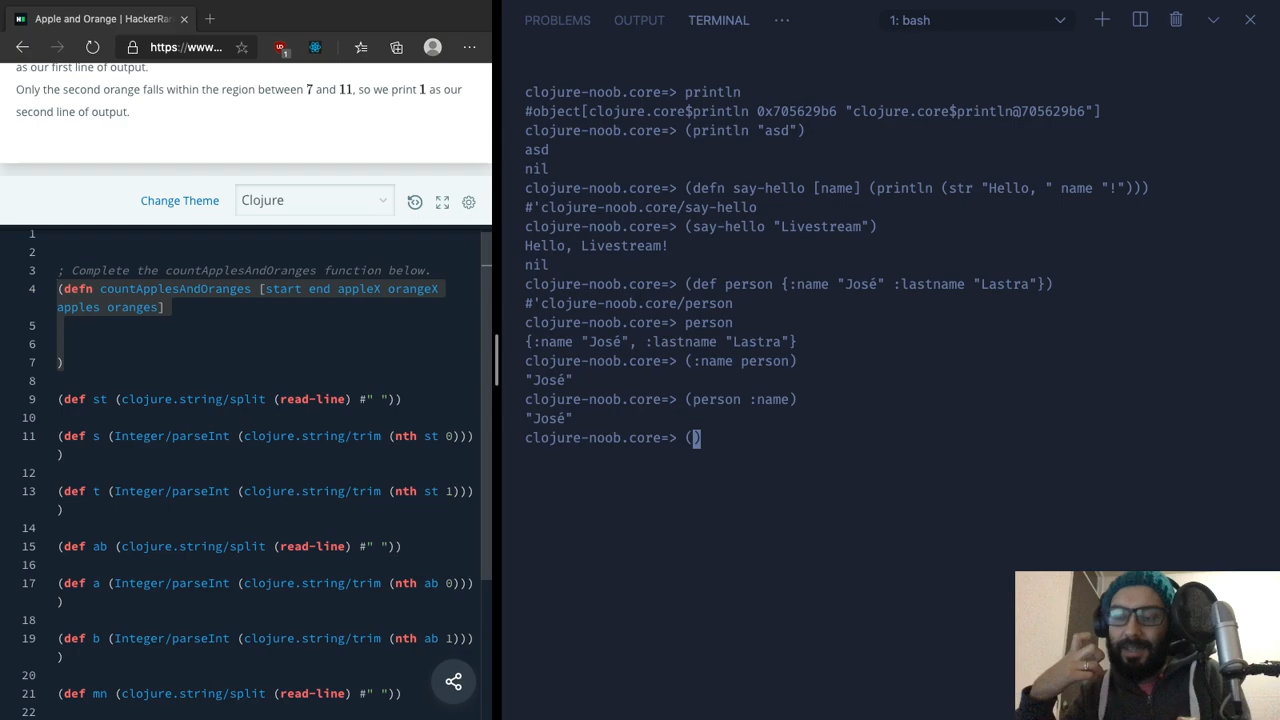 Apple and Orange | HackerRan
https://www...
1
as our first line of output.
Only the second orange falls within the region between 7 and 11, so we print 1 as our
second line of output.
Change Theme
Clojure
1
2
3 ; Complete the countApplesAndOranges function below.
4 (defn countApplesAndOranges [start end appleX orangeX
apples oranges]
5
6
7 )
8
9 (def st (clojure.string/split (read-line) #" "))
10
11 (def s (Integer/parseInt (clojure.string/trim (nth st 0)))
)
12
13 (def t (Integer/parseInt (clojure.string/trim (nth st 1)))
)
14
15 (def ab (clojure.string/split (read-line) #" "))
16
17 (def a (Integer/parseInt (clojure.string/trim (nth ab 0)))
)
18
19 (def b (Integer/parseInt (clojure.string/trim (nth ab 1)))
)
20
21 (def mn (clojure.string/split (read-line) #" "))
22
PROBLEMS OUTPUT TERMINAL ··· 1: bash
clojure-noob.core=> println
#object[clojure.core$println 0x705629b6 "clojure.core$println@705629b6"]
clojure-noob.core=> (println "asd")
asd
nil
clojure-noob.core=> (defn say-hello [name] (println (str "Hello, " name "!")))
#'clojure-noob.core/say-hello
clojure-noob.core=> (say-hello "Livestream")
Hello, Livestream!
nil
clojure-noob.core=> (def person {:name "José" :lastname "Lastra"})
#'clojure-noob.core/person
clojure-noob.core=> person
{:name "José", :lastname "Lastra"}
clojure-noob.core=> (:name person)
"José"
clojure-noob.core=> (person :name)
"José"
clojure-noob.core=> ()